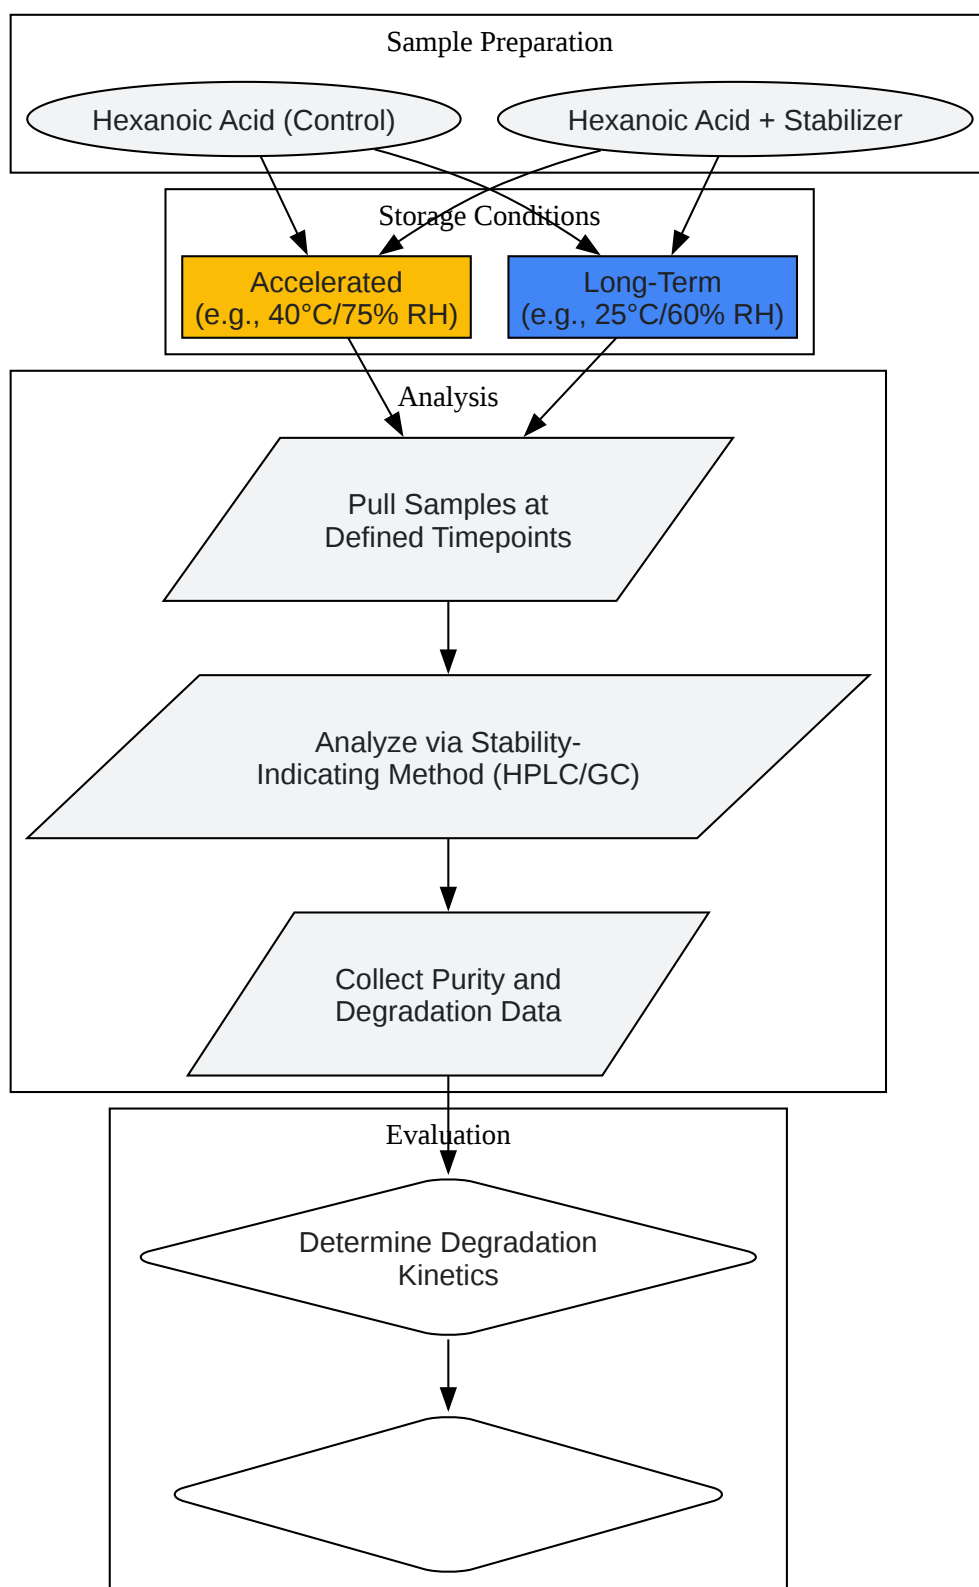 Sample Preparation
Hexanoic Acid (Control)
Hexanoic Acid + Stabilizer
Storage Conditions
Accelerated
(e.g., 40°C/75% RH)
Long-Term
(e.g., 25°C/60% RH)
Analysis
Pull Samples at
Defined Timepoints
Analyze via Stability-
Indicating Method (HPLC/GC)
Collect Purity and
Degradation Data
Evaluation
Determine Degradation
Kinetics